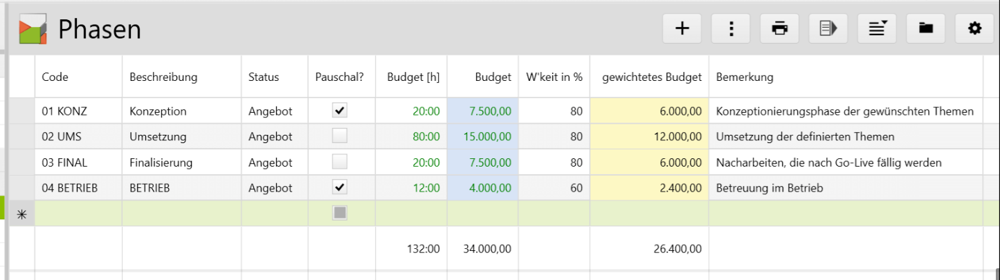 Phasen
Code Beschreibung Status Pauschal? Budget [h] Budget W'keit in % gewichtetes Budget Bemerkung
01 KONZ Konzeption Angebot 20:00 7.500,00 80 6.000,00 Konzeptionierungsphase der gewünschten Themen
02 UMS Umsetzung Angebot 80:00 15.000,00 80 12.000,00 Umsetzung der definierten Themen
03 FINAL Finalisierung Angebot 20:00 7.500,00 80 6.000,00 Nacharbeiten, die nach Go-Live fällig werden
04 BETRIEB BETRIEB Angebot 12:00 4.000,00 60 2.400,00 Betreuung im Betrieb
132:00 34.000,00 26.400,00